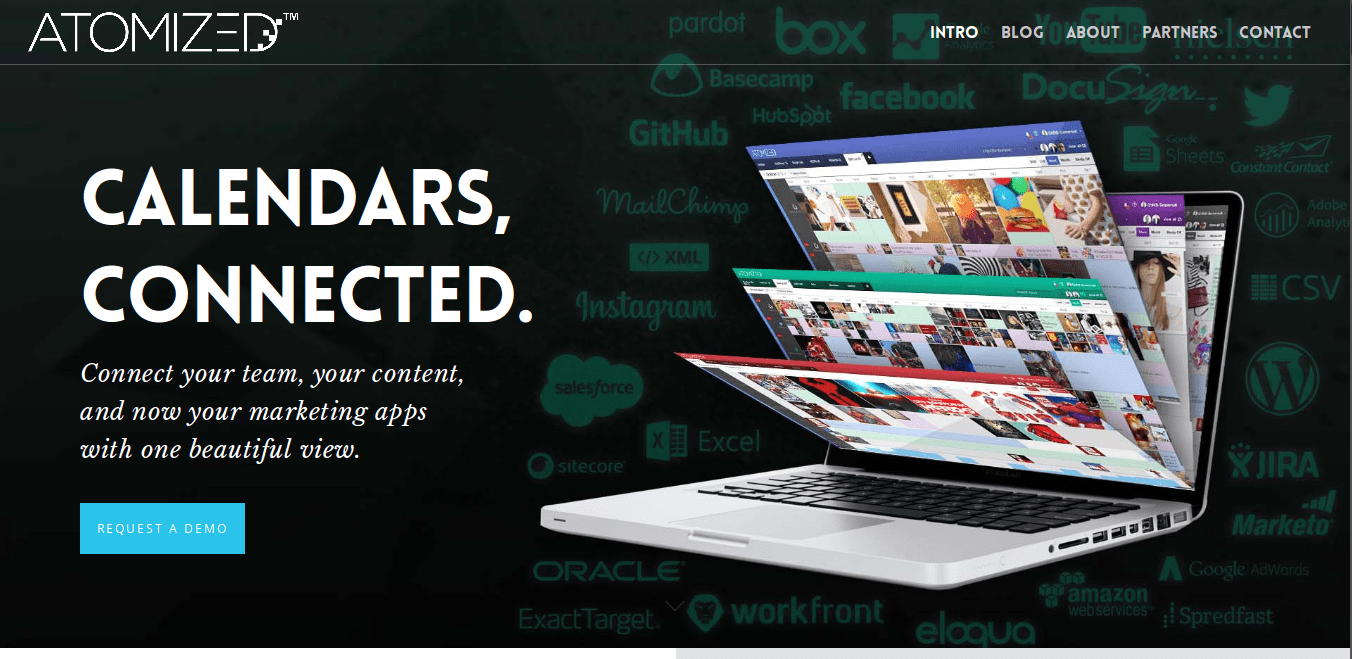 ATOMIZED™
INTRO BLOG ABOUT PARTNERS CONTACT
pardot
box
Analytics
YouTube
nielsen
Basecamp
facebook
DocuSign
HubSpot
GitHub
Google
Sheets
Constant Contact
MailChimp
Adobe
</> XML
CSV
Instagram
CALENDARS,
CONNECTED.
Connect your team, your content,
and now your marketing apps
with one beautiful view.
REQUEST A DEMO
salesforce
Excel
sitecore
JIRA
Marketo
ORACLE
Google AdWords
amazon
web services™
ExactTarget.
workfront
Spredfast
eloqua